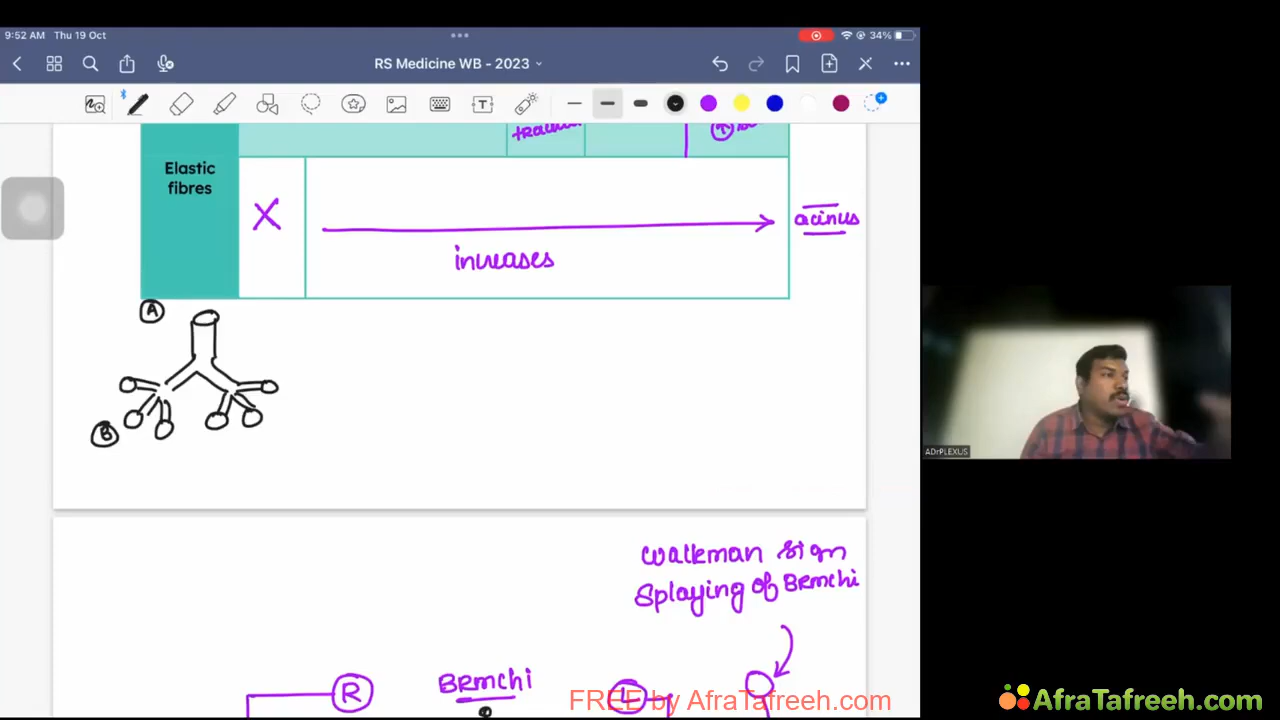 9:52 AM Thu 19 Oct
34%
RS Medicine WB - 2023
T
Elastic
fibres
X
increases
acinus
A
B
ADrPLEXUS
Walkman sign
Splaying of Bronchi
R
Bronchi
L
FREE by AfraTafreeh.com
AfraTafreeh.com